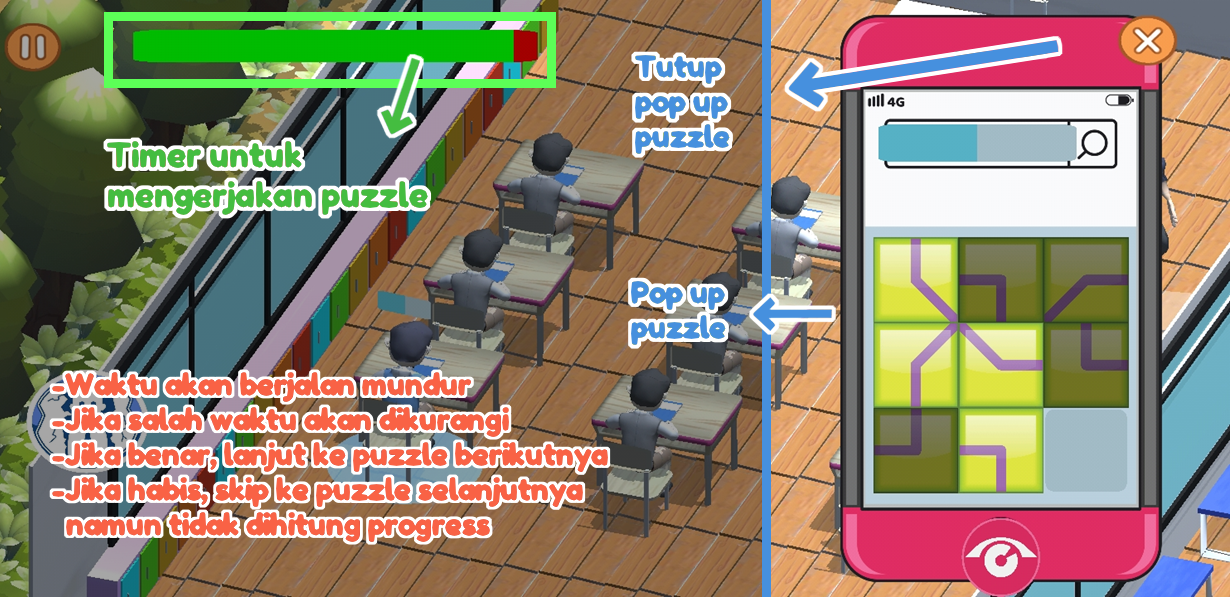 Timer untuk
mengerjakan puzzle
Tutup
pop up
puzzle
4G
Pop up
puzzle
-Waktu akan berjalan mundur
-Jika salah waktu akan dikurangi
-Jika benar, lanjut ke puzzle berikutnya
-Jika habis, skip ke puzzle selanjutnya
namun tidak dihitung progress